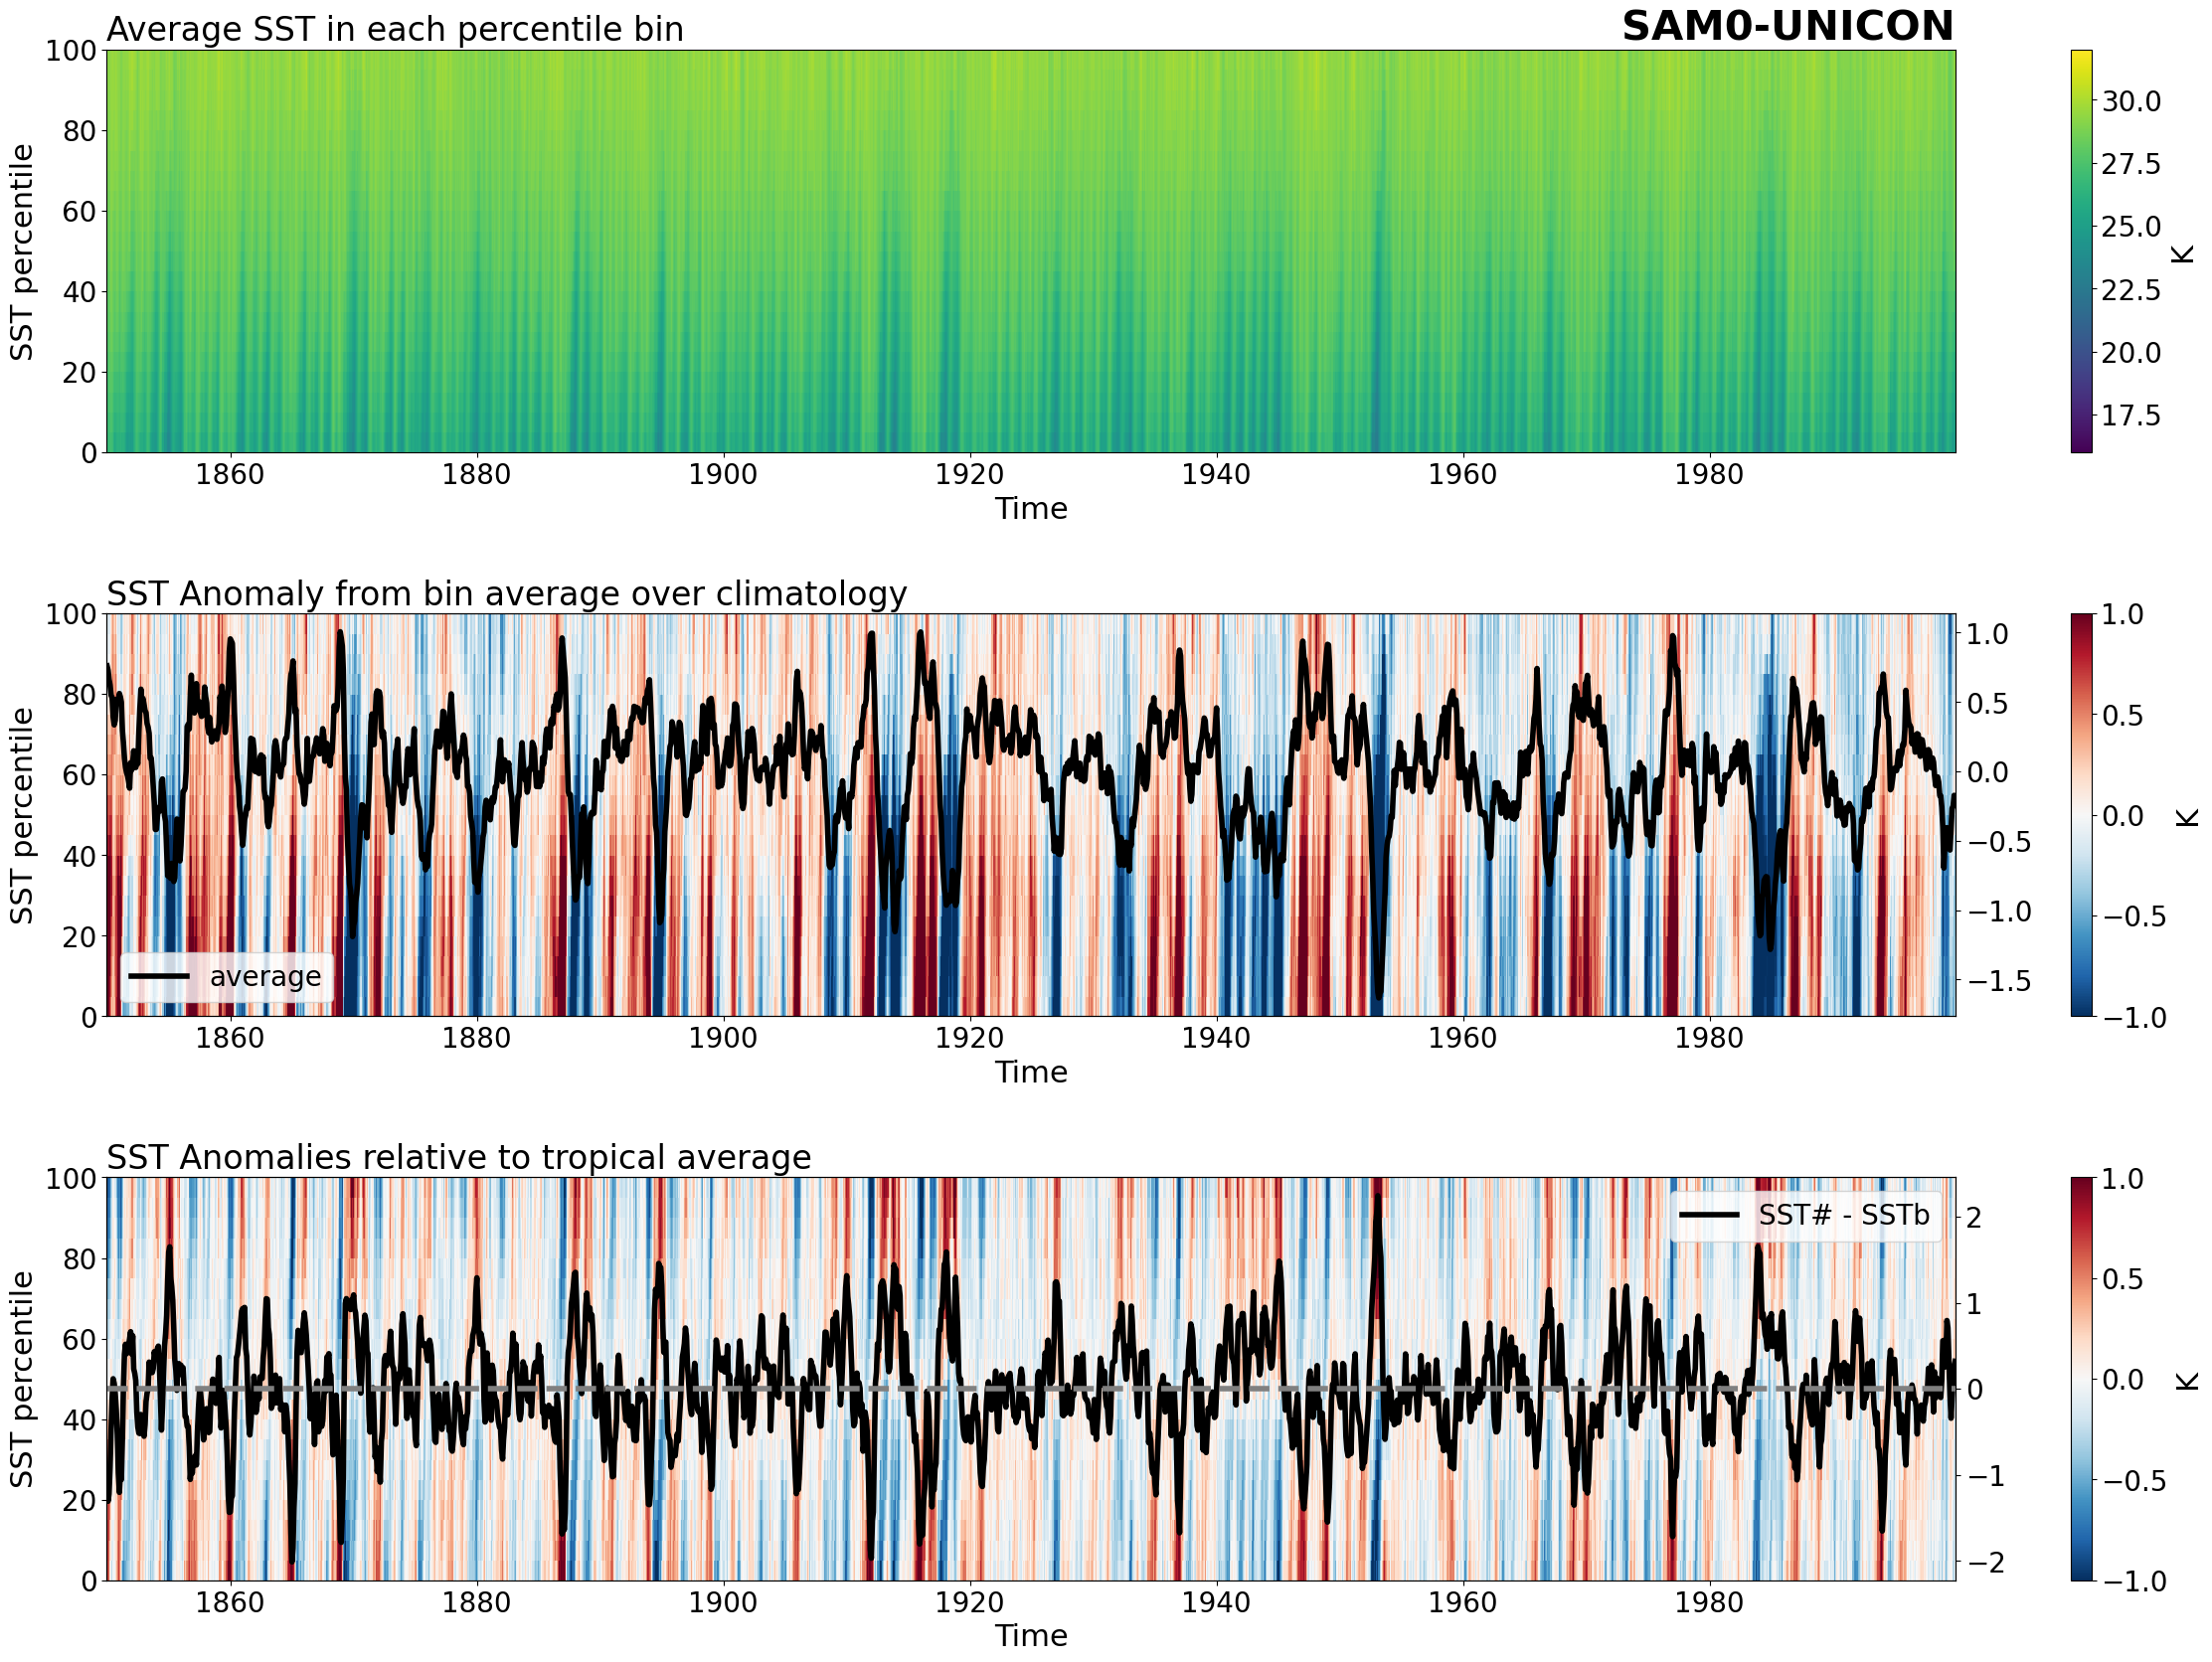 Average SST in each percentile bin
SAM0-UNICON
SST percentile
100
80
60
40
20
0
1860 1880 1900 1920 1940 1960 1980
Time
30.0
27.5
25.0
22.5
20.0
17.5
K
SST Anomaly from bin average over climatology
SST percentile
100
80
60
40
20
0
average
1860 1880 1900 1920 1940 1960 1980
Time
1.0
0.5
0.0
−0.5
−1.0
−1.5
1.0
0.5
0.0
−0.5
−1.0
K
SST Anomalies relative to tropical average
SST percentile
100
80
60
40
20
0
SST# - SSTb
1860 1880 1900 1920 1940 1960 1980
Time
2
1
0
−1
−2
1.0
0.5
0.0
−0.5
−1.0
K